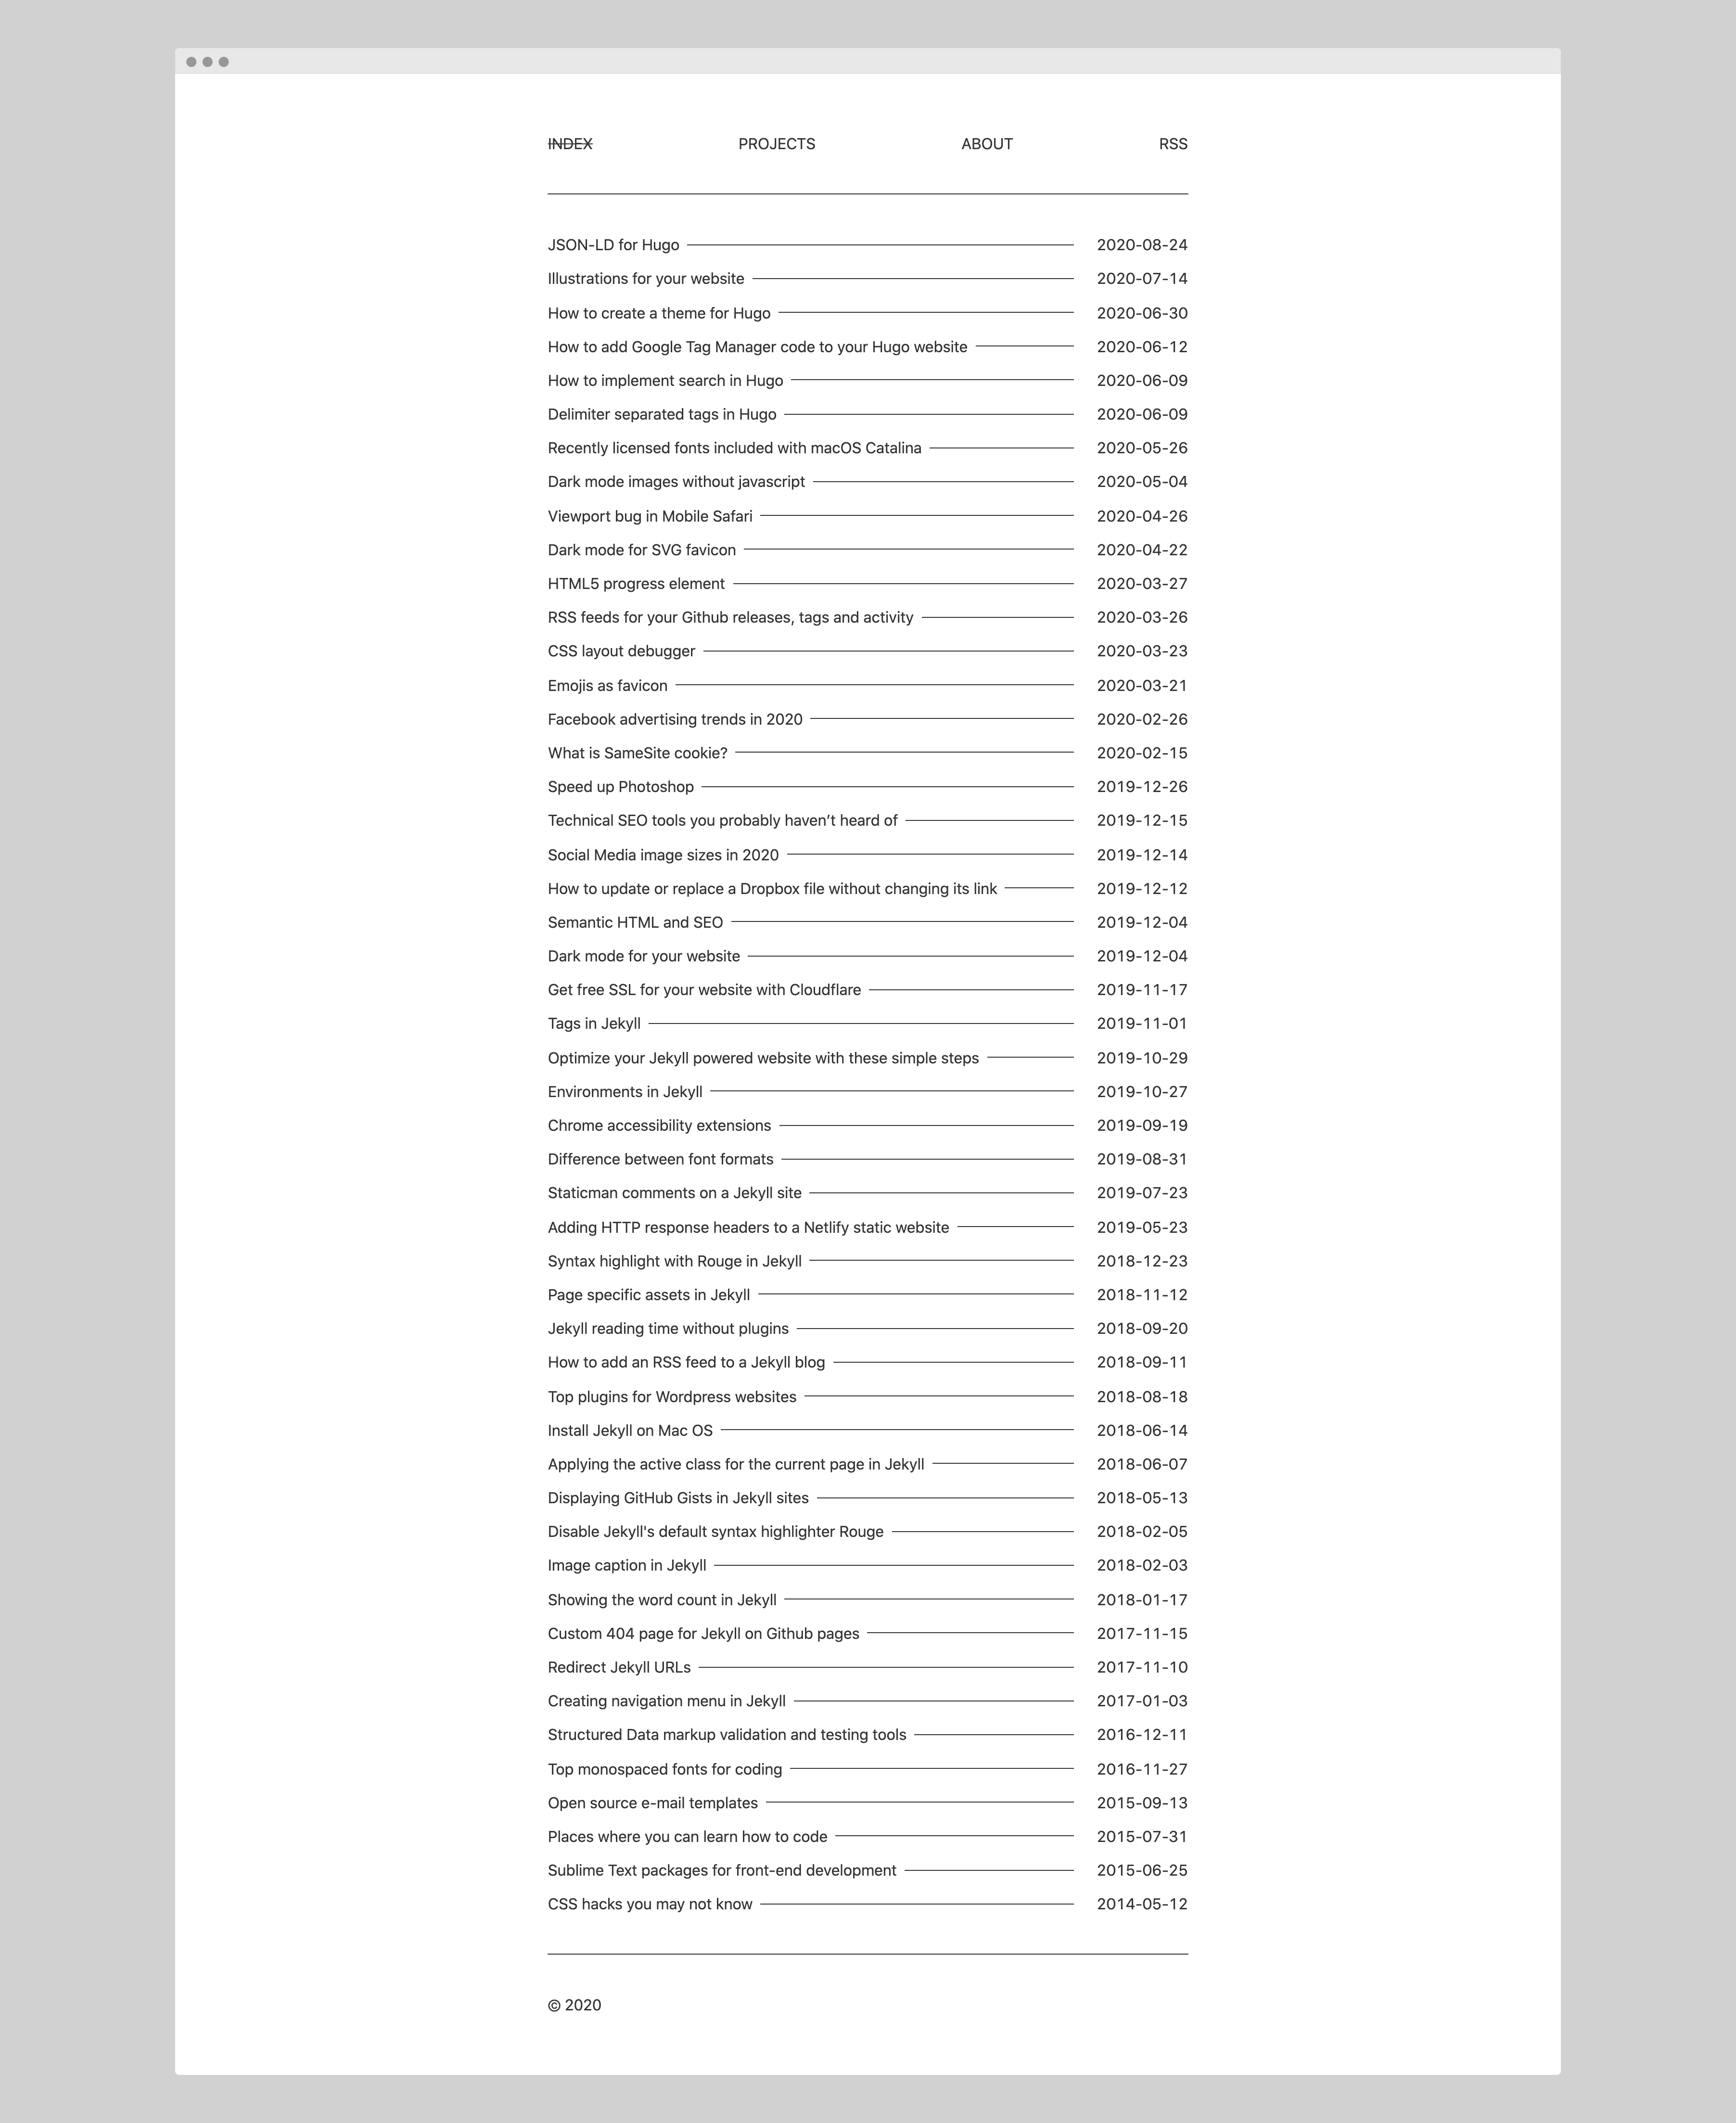 INDEX PROJECTS ABOUT RSS
JSON-LD for Hugo 2020-08-24
Illustrations for your website 2020-07-14
How to create a theme for Hugo 2020-06-30
How to add Google Tag Manager code to your Hugo website 2020-06-12
How to implement search in Hugo 2020-06-09
Delimiter separated tags in Hugo 2020-06-09
Recently licensed fonts included with macOS Catalina 2020-05-26
Dark mode images without javascript 2020-05-04
Viewport bug in Mobile Safari 2020-04-26
Dark mode for SVG favicon 2020-04-22
HTML5 progress element 2020-03-27
RSS feeds for your Github releases, tags and activity 2020-03-26
CSS layout debugger 2020-03-23
Emojis as favicon 2020-03-21
Facebook advertising trends in 2020 2020-02-26
What is SameSite cookie? 2020-02-15
Speed up Photoshop 2019-12-26
Technical SEO tools you probably haven’t heard of 2019-12-15
Social Media image sizes in 2020 2019-12-14
How to update or replace a Dropbox file without changing its link 2019-12-12
Semantic HTML and SEO 2019-12-04
Dark mode for your website 2019-12-04
Get free SSL for your website with Cloudflare 2019-11-17
Tags in Jekyll 2019-11-01
Optimize your Jekyll powered website with these simple steps 2019-10-29
Environments in Jekyll 2019-10-27
Chrome accessibility extensions 2019-09-19
Difference between font formats 2019-08-31
Staticman comments on a Jekyll site 2019-07-23
Adding HTTP response headers to a Netlify static website 2019-05-23
Syntax highlight with Rouge in Jekyll 2018-12-23
Page specific assets in Jekyll 2018-11-12
Jekyll reading time without plugins 2018-09-20
How to add an RSS feed to a Jekyll blog 2018-09-11
Top plugins for Wordpress websites 2018-08-18
Install Jekyll on Mac OS 2018-06-14
Applying the active class for the current page in Jekyll 2018-06-07
Displaying GitHub Gists in Jekyll sites 2018-05-13
Disable Jekyll's default syntax highlighter Rouge 2018-02-05
Image caption in Jekyll 2018-02-03
Showing the word count in Jekyll 2018-01-17
Custom 404 page for Jekyll on Github pages 2017-11-15
Redirect Jekyll URLs 2017-11-10
Creating navigation menu in Jekyll 2017-01-03
Structured Data markup validation and testing tools 2016-12-11
Top monospaced fonts for coding 2016-11-27
Open source e-mail templates 2015-09-13
Places where you can learn how to code 2015-07-31
Sublime Text packages for front-end development 2015-06-25
CSS hacks you may not know 2014-05-12
© 2020